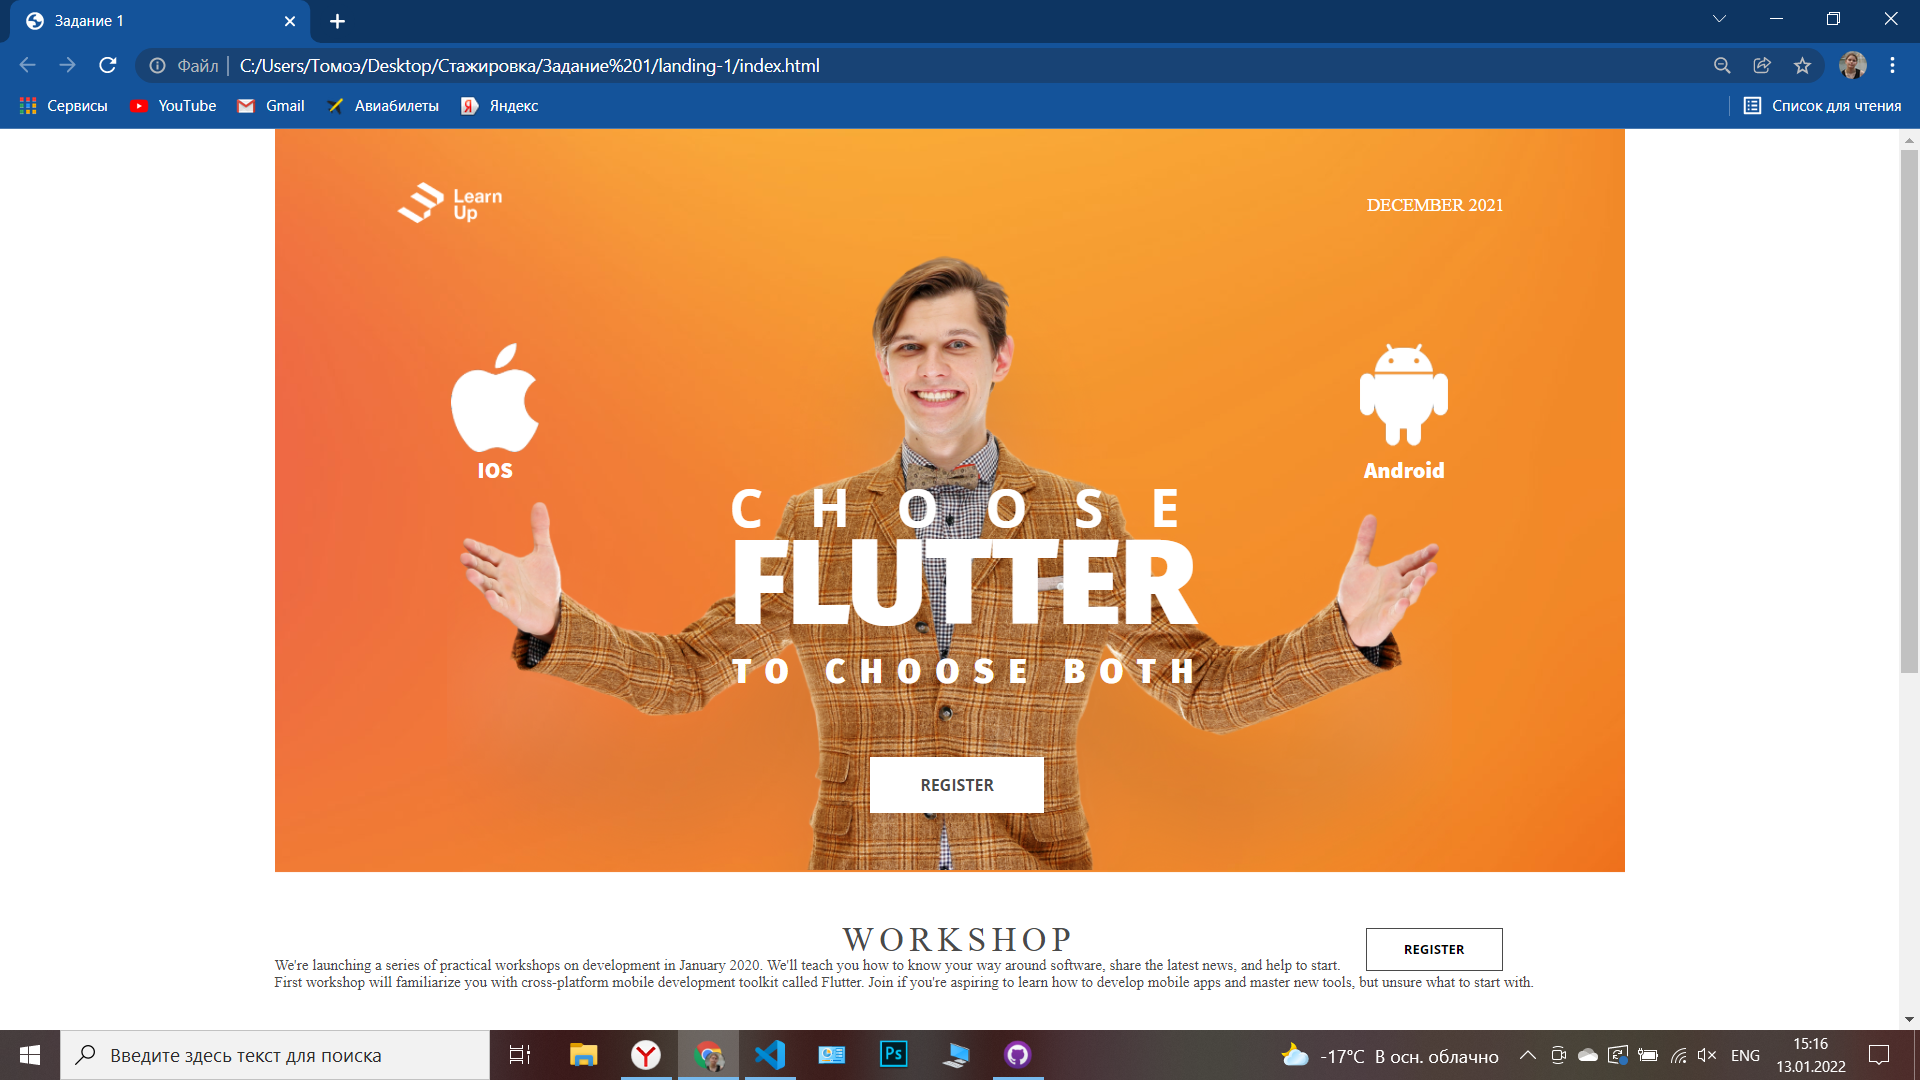 Задание 1
Файл
C:/Users/Томоэ/Desktop/Стажировка/Задание%201/landing-1/index.html
Сервисы
YouTube
Gmail
Авиабилеты
Яндекс
Список для чтения
Learn
Up
DECEMBER 2021
IOS
Android
CHOOSE
FLUTTER
TO CHOOSE BOTH
REGISTER
WORKSHOP
REGISTER
We're launching a series of practical workshops on development in January 2020. We'll teach you how to know your way around software, share the latest news, and help to start.
First workshop will familiarize you with cross-platform mobile development toolkit called Flutter. Join if you're aspiring to learn how to develop mobile apps and master new tools, but unsure what to start with.
Введите здесь текст для поиска
Ps
-17°C В осн. облачно
ENG
15:16
13.01.2022